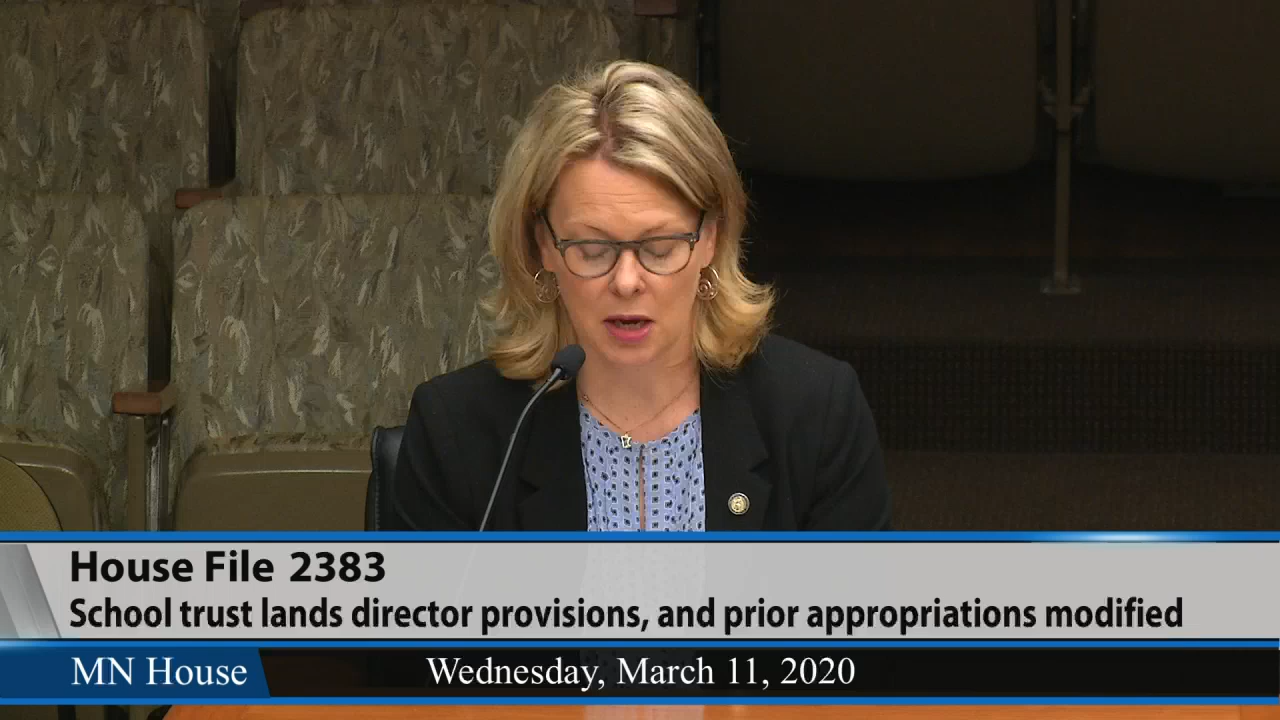 House File 2383
School trust lands director provisions, and prior appropriations modified
MN House
Wednesday, March 11, 2020